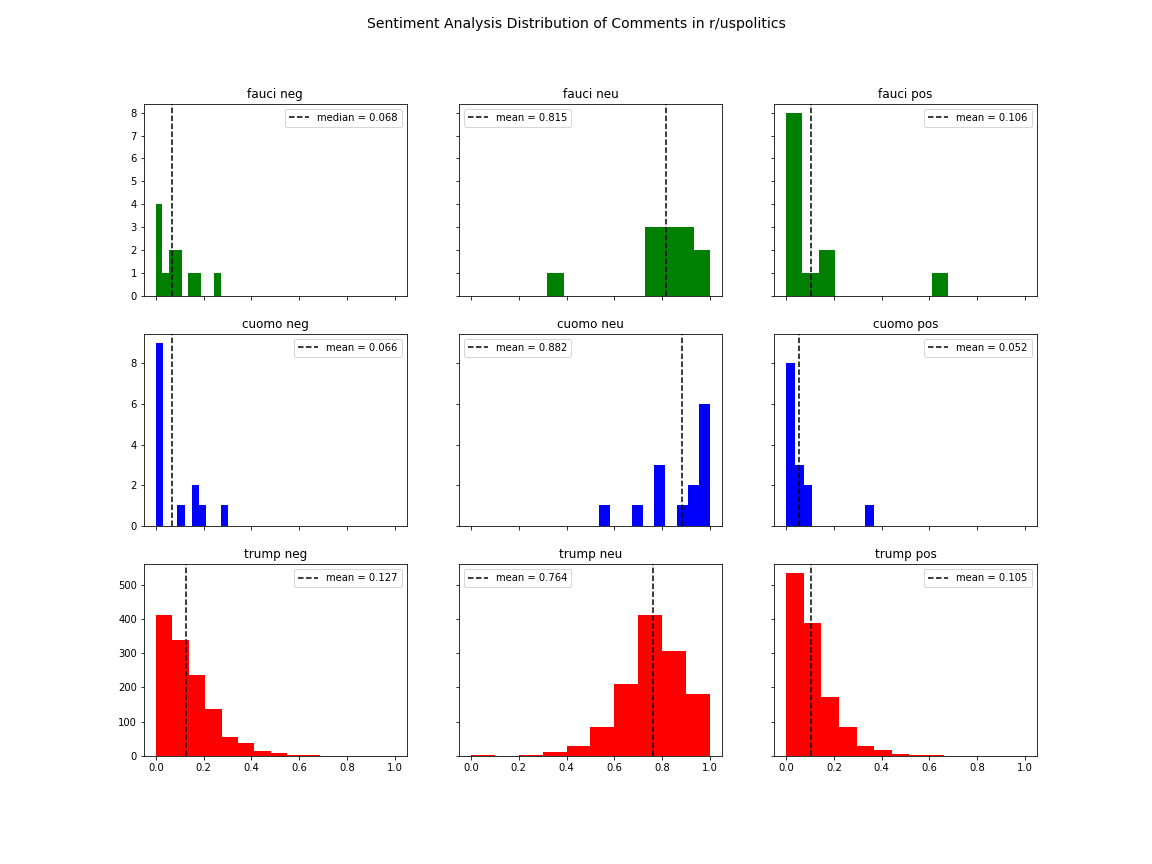 Sentiment Analysis Distribution of Comments in r/uspolitics
fauci neg
fauci neu
fauci pos
median = 0.068
mean = 0.815
mean = 0.106
8
7
6
5
4
3
2
1
0
cuomo neg
cuomo neu
cuomo pos
mean = 0.066
mean = 0.882
mean = 0.052
8
6
4
2
0
trump neg
trump neu
trump pos
mean = 0.127
mean = 0.764
mean = 0.105
500
400
300
200
100
0
0.0 0.2 0.4 0.6 0.8 1.0
0.0 0.2 0.4 0.6 0.8 1.0
0.0 0.2 0.4 0.6 0.8 1.0